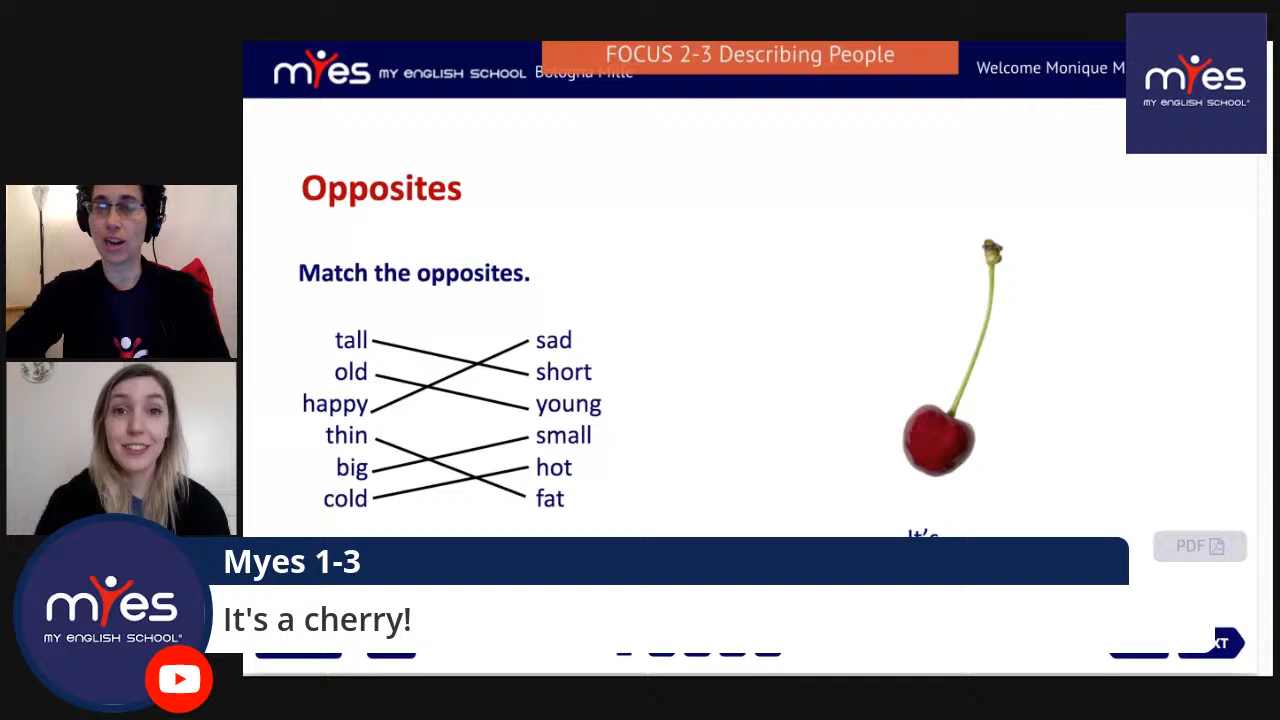 FOCUS 2-3 Describing People
mYes MY ENGLISH SCHOOL Bologna Mille
Welcome Monique M
mYes
MY ENGLISH SCHOOL
Opposites
Match the opposites.
tall sad
old short
happy young
thin small
big hot
cold fat
It's
PDF
Myes 1-3
It's a cherry!
mYes
MY ENGLISH SCHOOL
XT